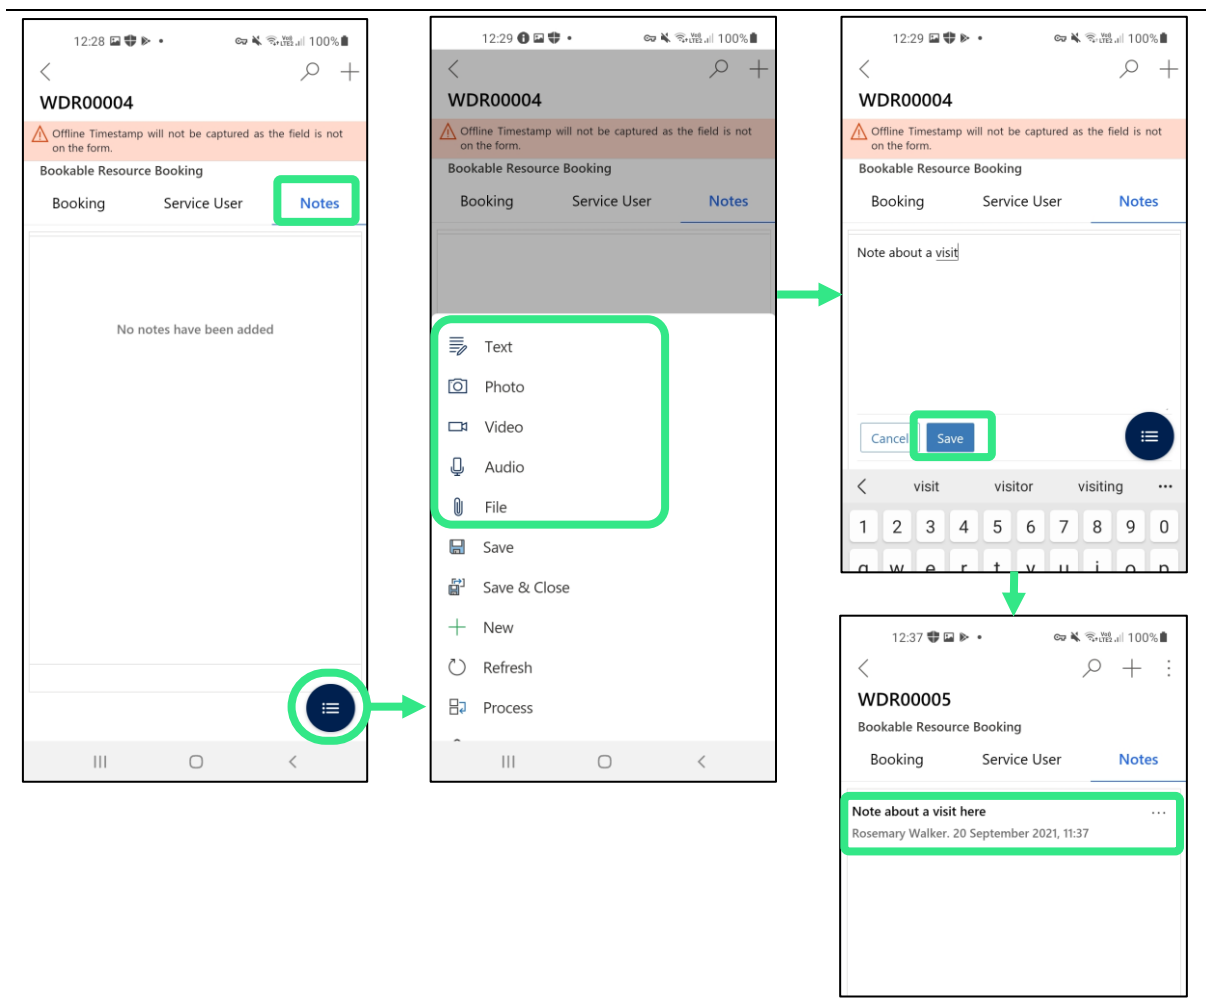 12:28
100%
WDR00004
Offline Timestamp will not be captured as the field is not
on the form.
Bookable Resource Booking
Booking Service User Notes
No notes have been added
12:29
100%
WDR00004
Offline Timestamp will not be captured as the field is not
on the form.
Bookable Resource Booking
Booking Service User Notes
Text
Photo
Video
Audio
File
Save
Save & Close
New
Refresh
Process
12:29
100%
WDR00004
Offline Timestamp will not be captured as the field is not
on the form.
Bookable Resource Booking
Booking Service User Notes
Note about a visit
Cancel Save
visit visitor visiting
1 2 3 4 5 6 7 8 9 0
q w e r t y u i o p
12:37
100%
WDR00005
Bookable Resource Booking
Booking Service User Notes
Note about a visit here
Rosemary Walker. 20 September 2021, 11:37